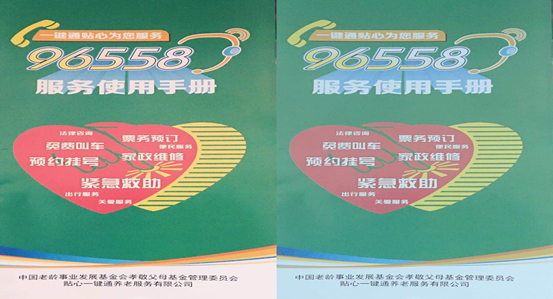 一键通贴心为您服务
96558
服务使用手册
法律咨询
免费叫车
票务预订
便民服务
预约挂号
家政维修
紧急救助
出行服务
关爱服务
中国老龄事业发展基金会孝敬父母基金管理委员会
贴心一键通养老服务有限公司
一键通贴心为您服务
96558
服务使用手册
法律咨询
免费叫车
票务预订
便民服务
预约挂号
家政维修
紧急救助
出行服务
关爱服务
中国老龄事业发展基金会孝敬父母基金管理委员会
贴心一键通养老服务有限公司